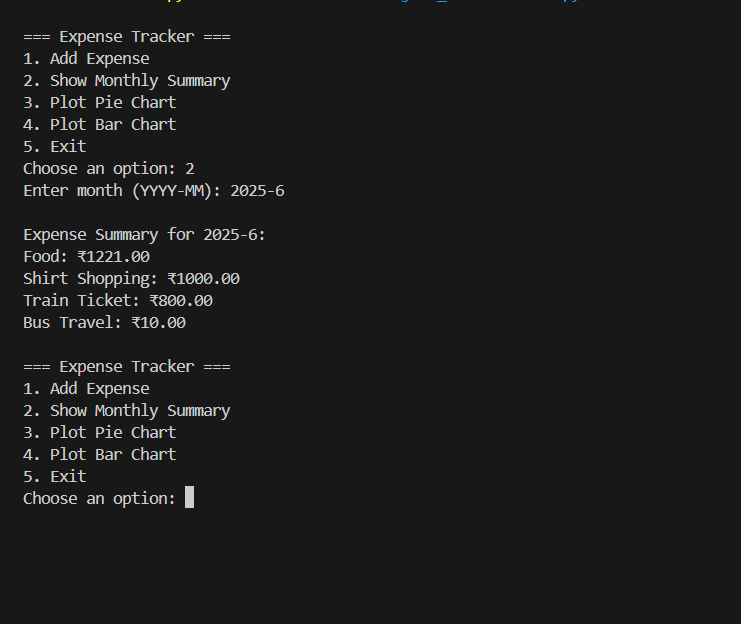 === Expense Tracker ===
1. Add Expense
2. Show Monthly Summary
3. Plot Pie Chart
4. Plot Bar Chart
5. Exit
Choose an option: 2
Enter month (YYYY-MM): 2025-6
Expense Summary for 2025-6:
Food: ₹1221.00
Shirt Shopping: ₹1000.00
Train Ticket: ₹800.00
Bus Travel: ₹10.00
=== Expense Tracker ===
1. Add Expense
2. Show Monthly Summary
3. Plot Pie Chart
4. Plot Bar Chart
5. Exit
Choose an option: